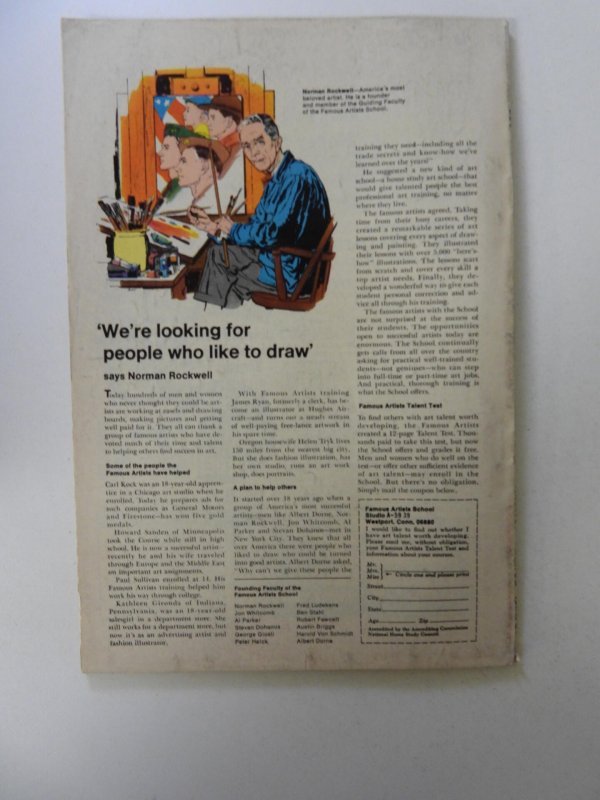 Norman Rockwell—America's most
beloved artist. He is a founder
and member of the Guiding Faculty
of the Famous Artists School.
'We're looking for
people who like to draw'
says Norman Rockwell
Today hundreds of men and women
who never thought they could be art-
ists are working at easels and drawing
boards, making pictures and getting
well paid for it. They all can thank a
group of famous artists who have de-
voted much of their time and talent
to helping others find success in art.
Some of the people the
Famous Artists have helped
Carl Kock was an 18-year-old appren-
tice in a Chicago art studio when he
enrolled. Today he prepares ads for
such companies as General Motors
and Firestone—has won five gold
medals.
Howard Sanden of Minneapolis
took the Course while still in high
school. He is now a successful artist—
recently he and his wife traveled
through Europe and the Middle East
on important art assignments.
Paul Sullivan enrolled at 14. His
Famous Artists training helped him
work his way through college.
Kathleen Gironda of Indiana,
Pennsylvania, was an 18-year-old
salesgirl in a department store. She
still works for a department store, but
now it's as an advertising artist and
fashion illustrator.
With Famous Artists training
James Ryan, formerly a clerk, has be-
come an illustrator at Hughes Air-
craft—and turns out a steady stream
of well-paying free-lance artwork in
his spare time.
Oregon housewife Helen Tryk lives
150 miles from the nearest big city.
But she does fashion illustration, has
her own studio, runs an art work
shop, does portraits.
A plan to help others
It started over 18 years ago when a
group of America's most successful
artists—men like Albert Dorne, Nor-
man Rockwell, Jon Whitcomb, Al
Parker and Stevan Dohanos—met in
New York City. They knew that all
over America there were people who
liked to draw who could be turned
into good artists. Albert Dorne asked,
"Why can't we give these people the
Founding Faculty of the
Famous Artists School
Norman Rockwell
Jon Whitcomb
Al Parker
Stevan Dohanos
George Giusti
Peter Helck
Fred Ludekens
Ben Stahl
Robert Fawcett
Austin Briggs
Harold Von Schmidt
Albert Dorne
training they need—including all the
trade secrets and know-how we've
learned over the years?"
He suggested a new kind of art
school—a home study art school—that
would give talented people the best
professional art training, no matter
where they live.
The famous artists agreed. Taking
time from their busy careers, they
created a remarkable series of art
lessons covering every aspect of draw-
ing and painting. They illustrated
their lessons with over 5,000 "here's-
how" illustrations. The lessons start
from scratch and cover every skill a
top artist needs. Finally, they de-
veloped a wonderful way to give each
student personal correction and ad-
vice all through his training.
The famous artists with the School
are not surprised at the success of
their students. The opportunities
open to successful artists today are
enormous. The School continually
gets calls from all over the country
asking for practical well-trained stu-
dents—not geniuses—who can step
into full-time or part-time art jobs.
And practical, thorough training is
what the School offers.
Famous Artists Talent Test
To find others with art talent worth
developing, the Famous Artists
created a 12-page Talent Test. Thou-
sands paid to take this test, but now
the School offers and grades it free.
Men and women who do well on the
test—or offer other sufficient evidence
of art talent—may enroll in the
School. But there's no obligation.
Simply mail the coupon below.
Famous Artists School
Studio
Westport, Conn. 06880
I would like to find out whether I
have art talent worth developing.
Please mail me, without obligation,
your Famous Artists Talent Test and
information about your courses.
Mr.
Mrs.
Miss
Circle one and please print
Street
City
State
Age Zip
Accredited by the Accrediting Commission
National Home Study Council.